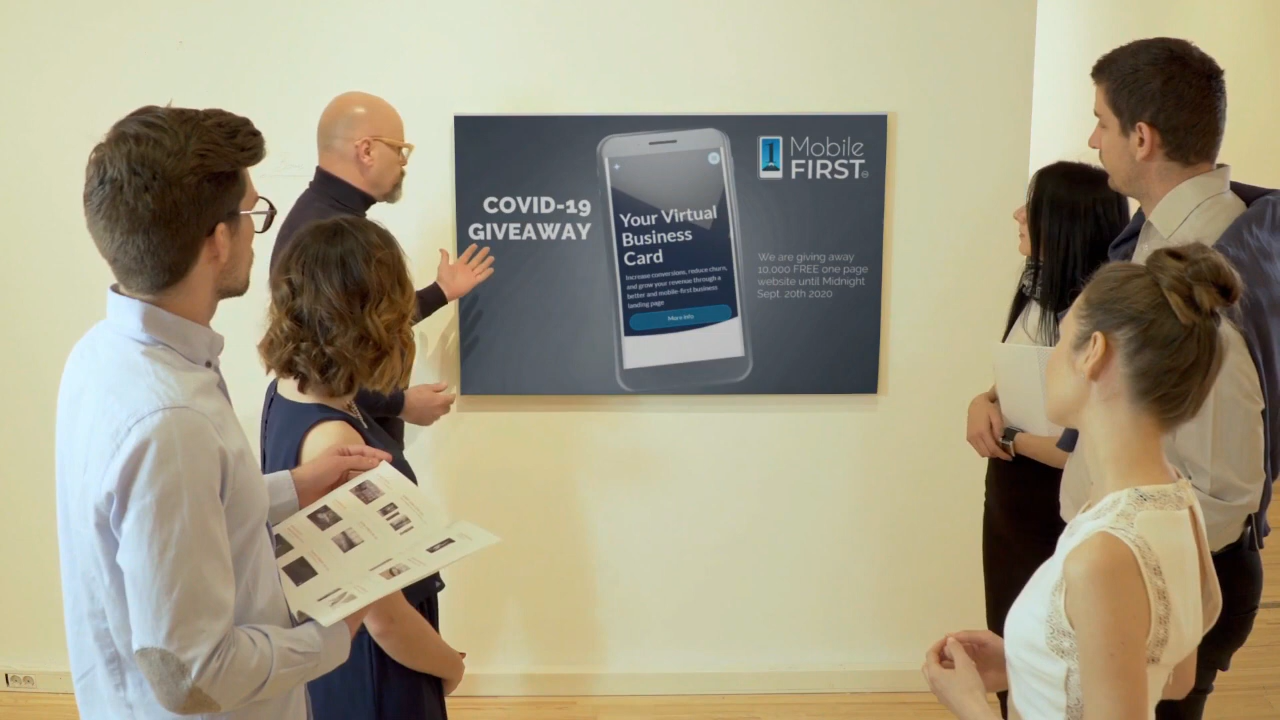 COVID-19
GIVEAWAY
Your Virtual
Business
Card
Increase conversions, reduce churn,
and grow your revenue through a
better and mobile-first business
landing page
More info
1
Mobile
FIRST
We are giving away
10,000 FREE one page
website until Midnight
Sept. 20th 2020